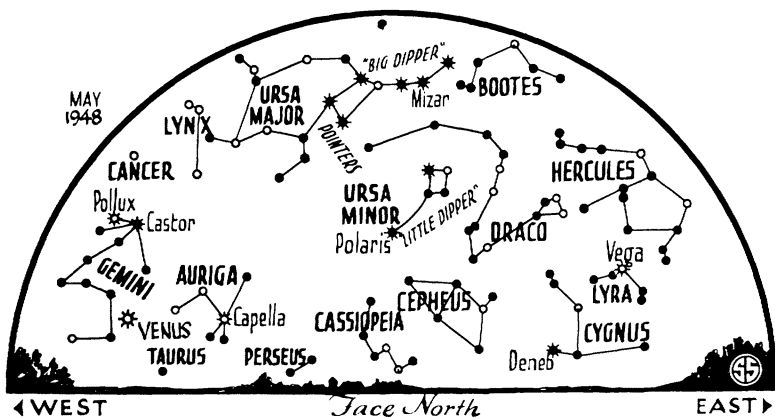 MAY
1948
"BIG DIPPER"
Mizar
BOOTES
URSA
MAJOR
LYNX
POINTERS
CANCER
HERCULES
Pollux
Castor
URSA
MINOR
"LITTLE DIPPER"
Polaris
DRACO
Vega
GEMINI
AURIGA
LYRA
VENUS
Capella
CASSIOPEIA
CEPHEUS
CYGNUS
TAURUS
PERSEUS
Deneb
SS
WEST
Face North
EAST